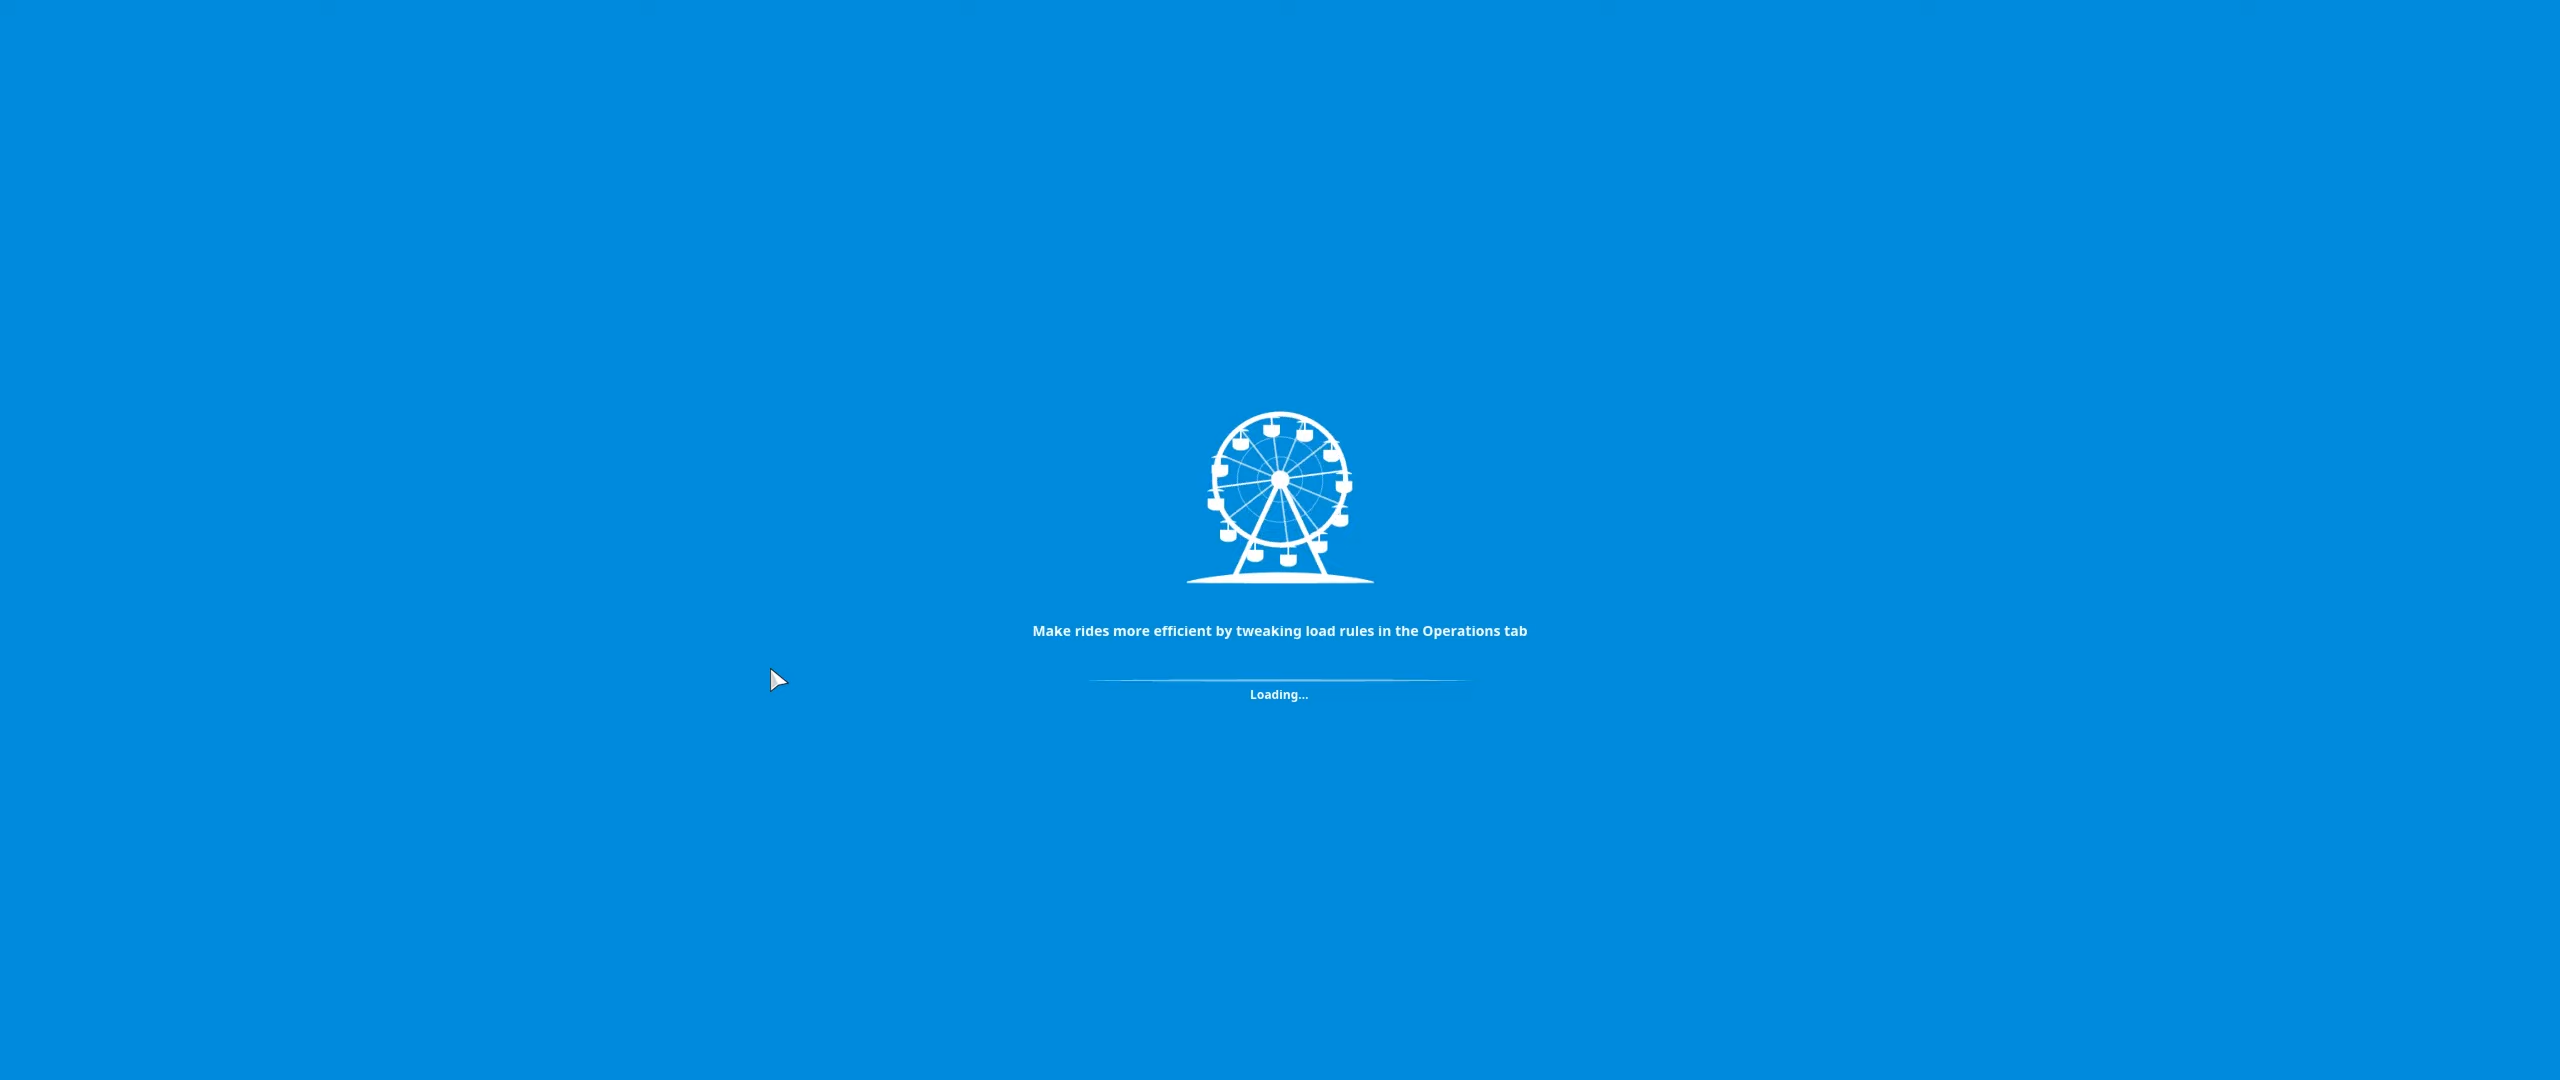 Make rides more efficient by tweaking load rules in the Operations tab
Loading...